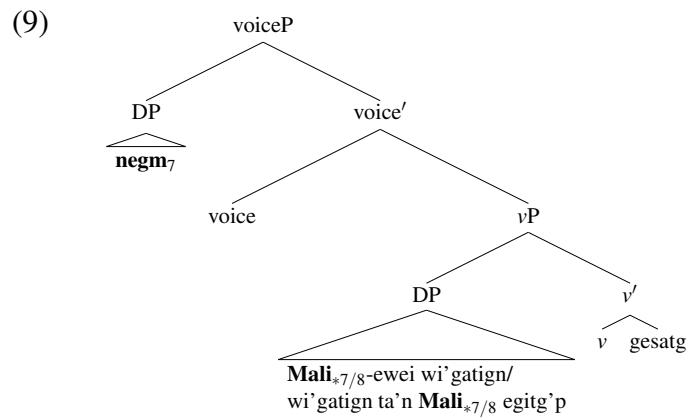 (9)
voiceP
DP voice′
negm₇
voice vP
DP v′
v gesatg
Mali*₇/₈-ewei wi'gatign/
wi'gatign ta'n Mali*₇/₈ egitg'p